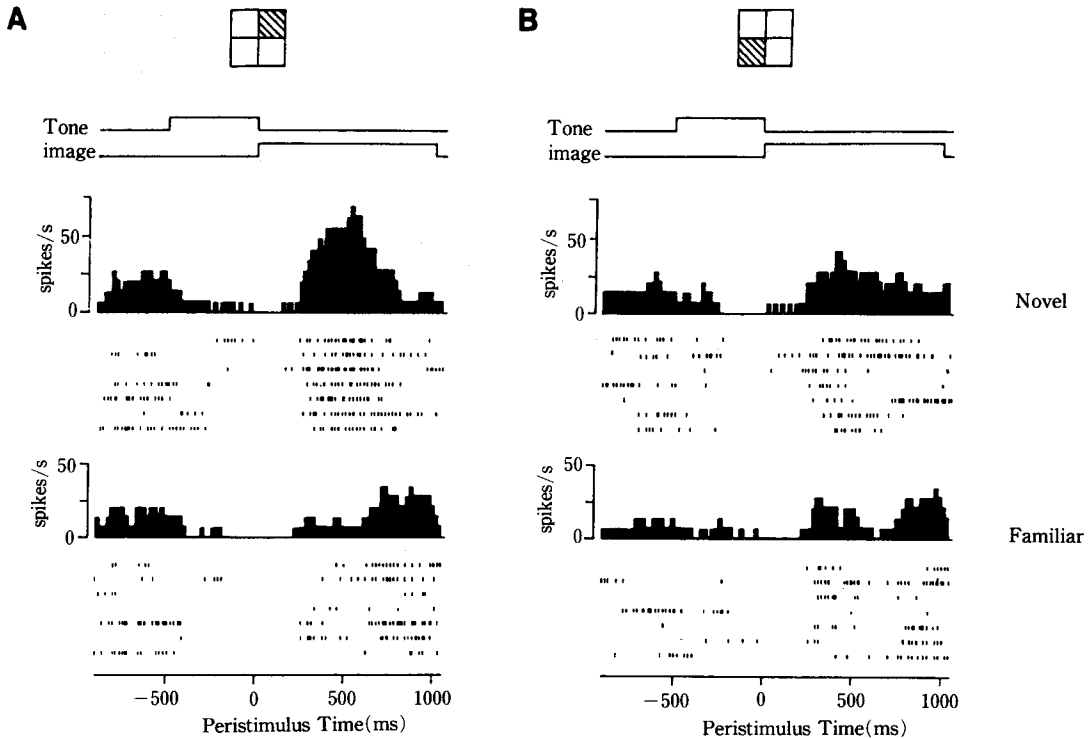 A
B
Tone
image
Tone
image
spikes/s
50
0
spikes/s
50
0
Novel
spikes/s
50
0
spikes/s
50
0
Familiar
−500 0 500 1000
Peristimulus Time(ms)
−500 0 500 1000
Peristimulus Time(ms)